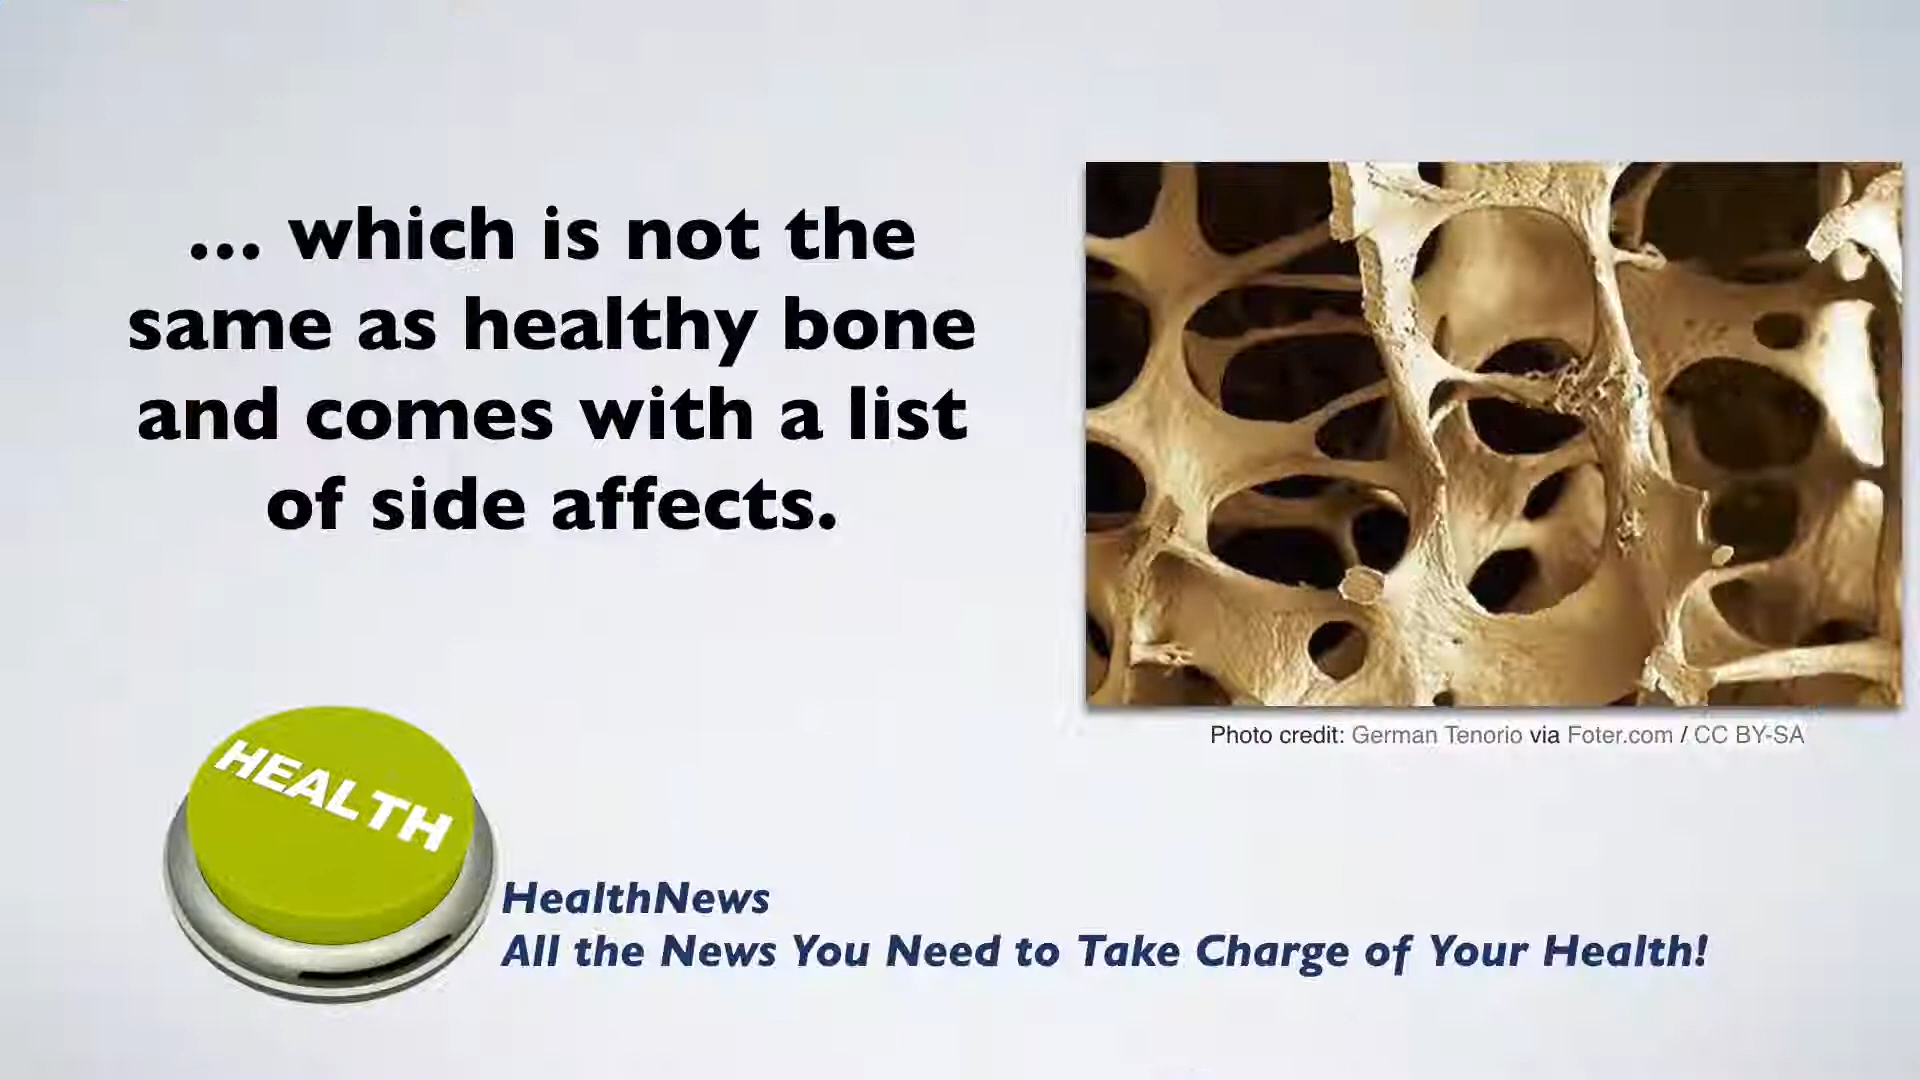 ... which is not the
same as healthy bone
and comes with a list
of side affects.
Photo credit: German Tenorio via Foter.com / CC BY-SA
HEALTH
HealthNews
All the News You Need to Take Charge of Your Health!